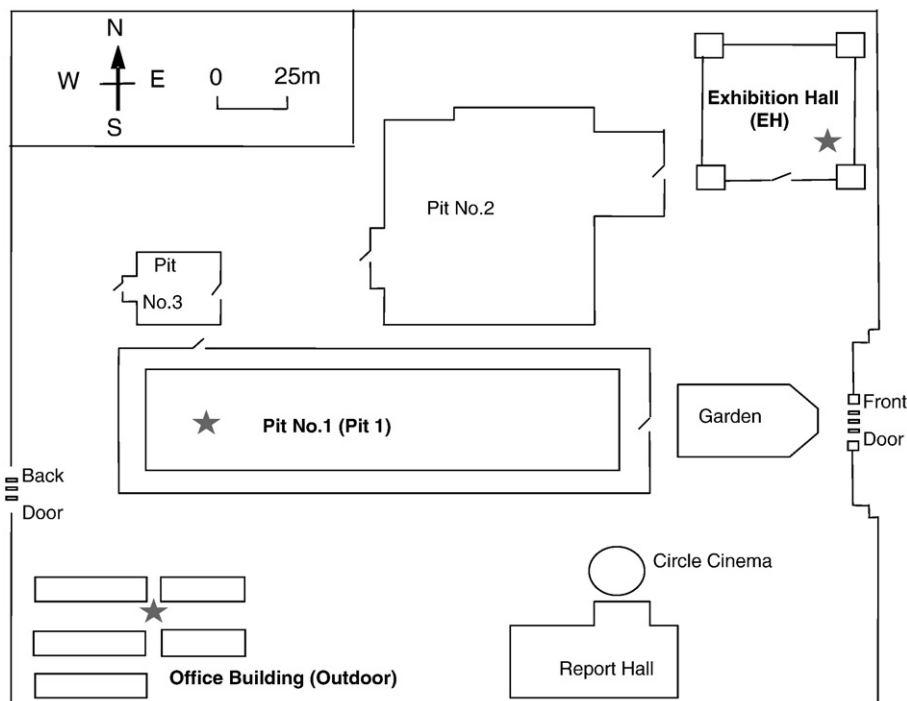 N
W E
S
0 25m
Exhibition Hall
(EH)
Pit No.2
Pit
No.3
Pit No.1 (Pit 1)
Garden
Front
Door
Back
Door
Circle Cinema
Report Hall
Office Building (Outdoor)